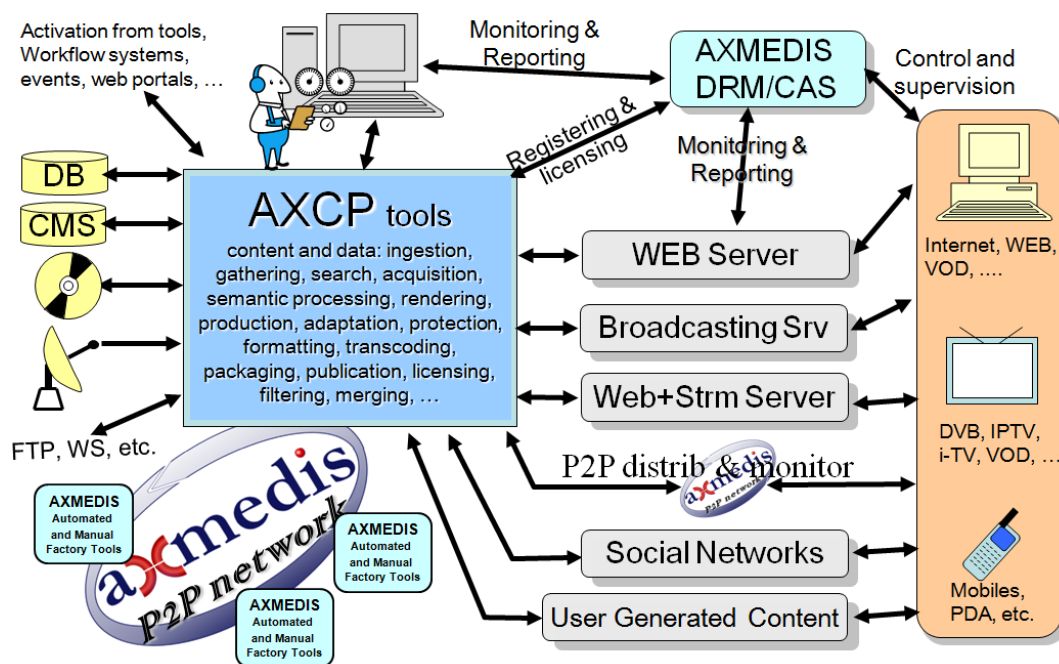 Activation from tools,
Workflow systems,
events, web portals, ...
Monitoring &
Reporting
AXMEDIS
DRM/CAS
Control and
supervision
Registering &
licensing
Monitoring &
Reporting
DB
CMS
FTP, WS, etc.
AXCP tools
content and data: ingestion,
gathering, search, acquisition,
semantic processing, rendering,
production, adaptation, protection,
formatting, transcoding,
packaging, publication, licensing,
filtering, merging, ...
WEB Server
Broadcasting Srv
Web+Strm Server
P2P distrib & monitor
axmedis
P2P network
Social Networks
User Generated Content
Internet, WEB,
VOD, ....
DVB, IPTV,
i-TV, VOD, ...
Mobiles,
PDA, etc.
axmedis
P2P network
AXMEDIS
Automated
and Manual
Factory Tools
AXMEDIS
Automated
and Manual
Factory Tools
AXMEDIS
Automated
and Manual
Factory Tools